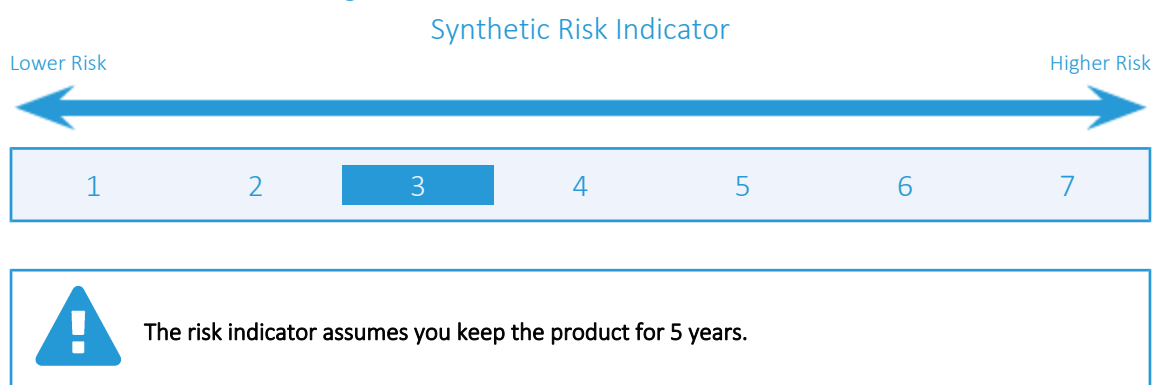 Synthetic Risk Indicator
Lower Risk Higher Risk
1 2 3 4 5 6 7
The risk indicator assumes you keep the product for 5 years.